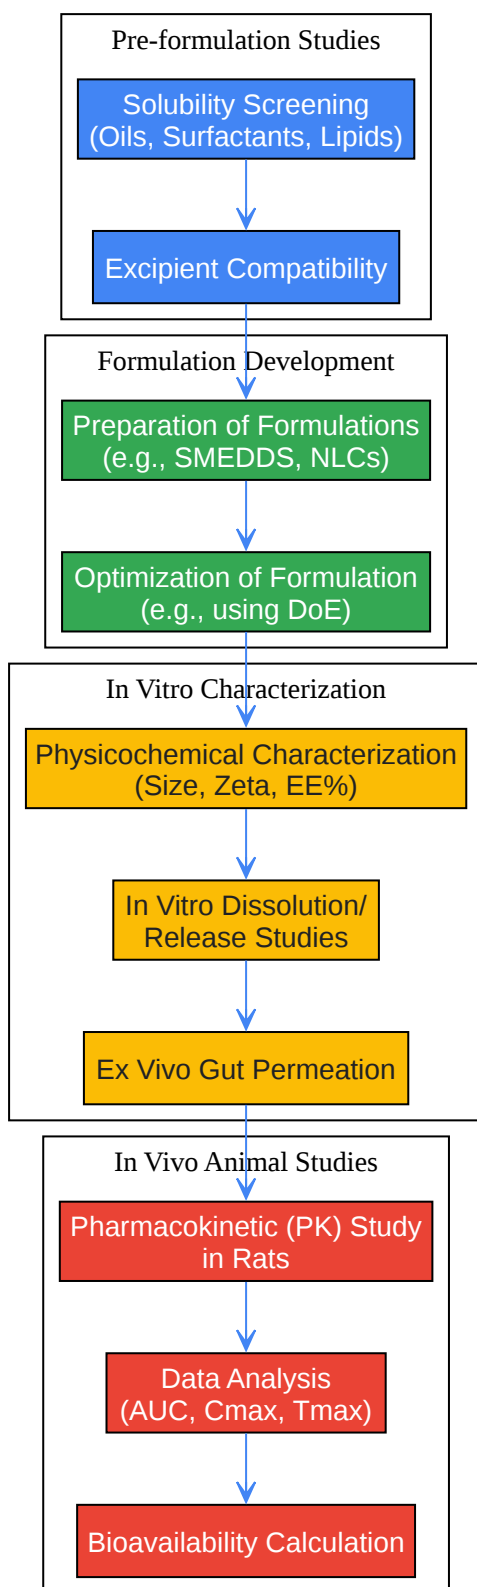 Pre-formulation Studies
Solubility Screening
(Oils, Surfactants, Lipids)
Excipient Compatibility
Formulation Development
Preparation of Formulations
(e.g., SMEDDS, NLCs)
Optimization of Formulation
(e.g., using DoE)
In Vitro Characterization
Physicochemical Characterization
(Size, Zeta, EE%)
In Vitro Dissolution/
Release Studies
Ex Vivo Gut Permeation
In Vivo Animal Studies
Pharmacokinetic (PK) Study
in Rats
Data Analysis
(AUC, Cmax, Tmax)
Bioavailability Calculation